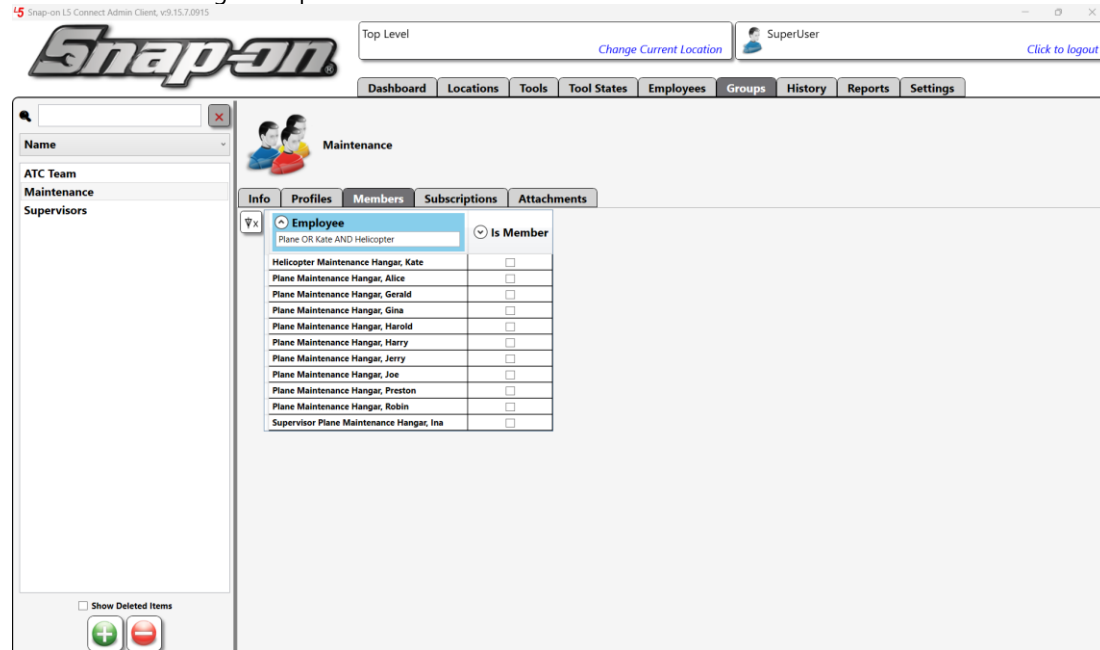 Snap-on L5 Connect Admin Client, v:9.15.7.0915
Snap-on
Top Level
Change Current Location
SuperUser
Click to logout
Dashboard Locations Tools Tool States Employees Groups History Reports Settings
Name
ATC Team
Maintenance
Supervisors
Maintenance
Info Profiles Members Subscriptions Attachments
Employee
Is Member
Plane OR Kate AND Helicopter
Helicopter Maintenance Hangar, Kate
Plane Maintenance Hangar, Alice
Plane Maintenance Hangar, Gerald
Plane Maintenance Hangar, Gina
Plane Maintenance Hangar, Harold
Plane Maintenance Hangar, Harry
Plane Maintenance Hangar, Jerry
Plane Maintenance Hangar, Joe
Plane Maintenance Hangar, Preston
Plane Maintenance Hangar, Robin
Supervisor Plane Maintenance Hangar, Ina
Show Deleted Items